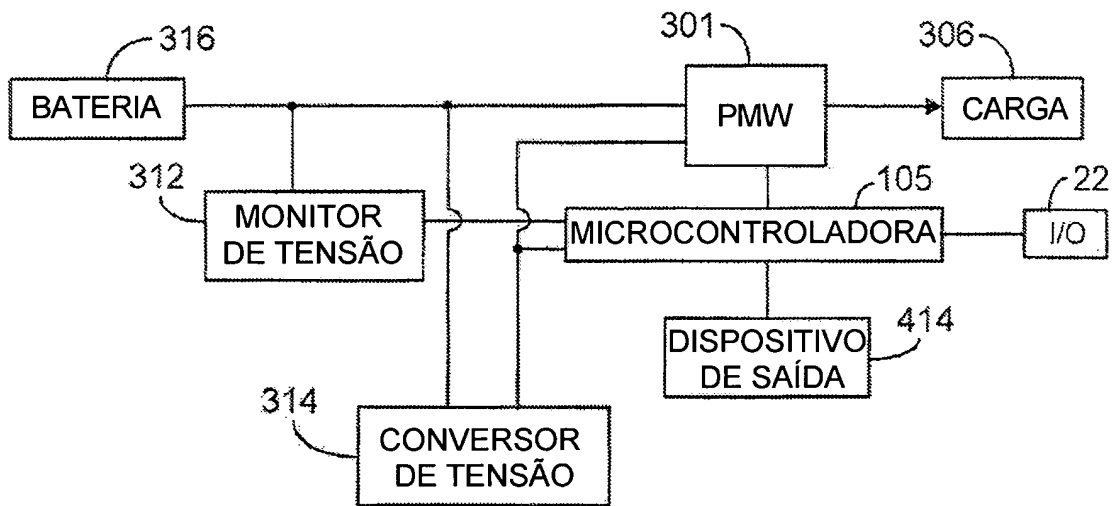 316
301
306
BATERIA
PMW
CARGA
312
105
22
MONITOR
DE TENSÃO
MICROCONTROLADORA
I/O
DISPOSITIVO
DE SAÍDA
414
314
CONVERSOR
DE TENSÃO